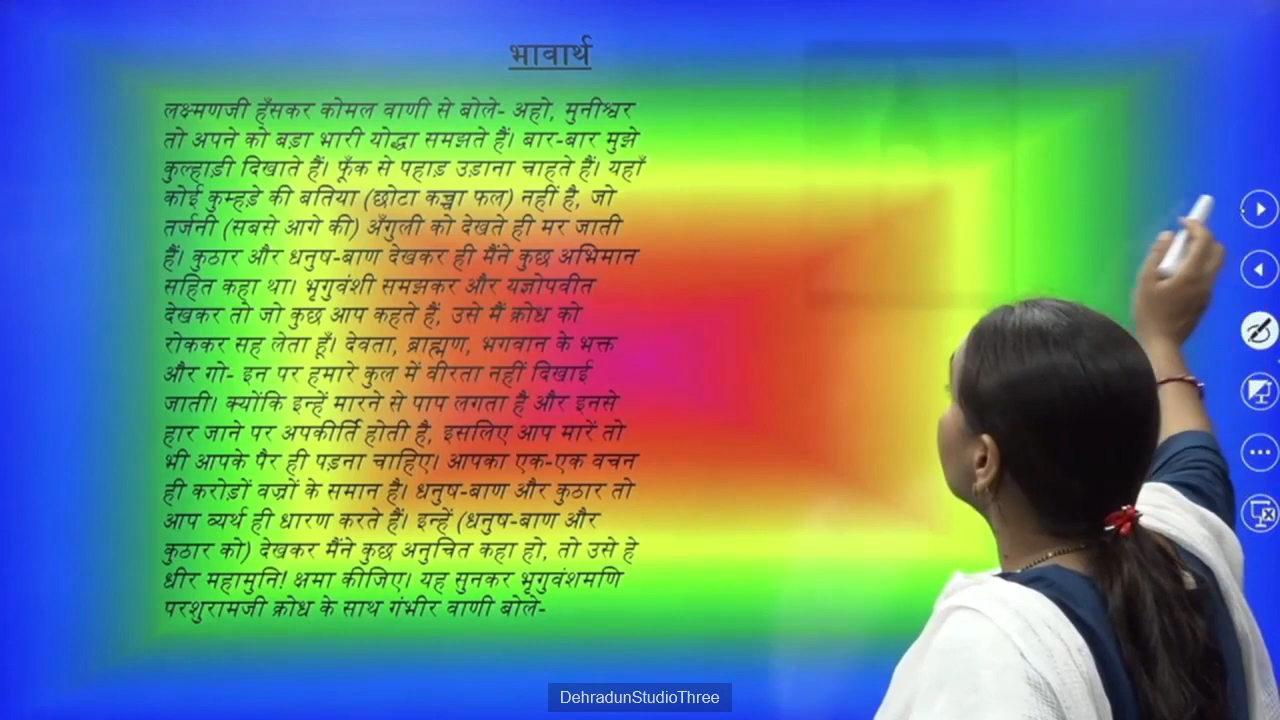 भावार्थ
लक्ष्मणजी हँसकर कोमल वाणी से बोले- अहो, मुनीश्वर
तो अपने को बड़ा भारी योद्धा समझते हैं। बार-बार मुझे
कुल्हाड़ी दिखाते हैं। फूँक से पहाड़ उड़ाना चाहते हैं। यहाँ
कोई कुम्हड़े की बतिया (छोटा कच्चा फल) नहीं है, जो
तर्जनी (सबसे आगे की) अँगुली को देखते ही मर जाती
हैं। कुठार और धनुष-बाण देखकर ही मैंने कुछ अभिमान
सहित कहा था। भृगुवंशी समझकर और यज्ञोपवीत
देखकर तो जो कुछ आप कहते हैं, उसे मैं क्रोध को
रोककर सह लेता हूँ। देवता, ब्राह्मण, भगवान के भक्त
और गो- इन पर हमारे कुल में वीरता नहीं दिखाई
जाती। क्योंकि इन्हें मारने से पाप लगता है और इनसे
हार जाने पर अपकीर्ति होती है, इसलिए आप मारें तो
भी आपके पैर ही पड़ना चाहिए। आपका एक-एक वचन
ही करोड़ों वज्रों के समान है। धनुष-बाण और कुठार तो
आप व्यर्थ ही धारण करते हैं। इन्हें (धनुष-बाण और
कुठार को) देखकर मैंने कुछ अनुचित कहा हो, तो उसे हे
धीर महामुनि! क्षमा कीजिए। यह सुनकर भृगुवंशमणि
परशुरामजी क्रोध के साथ गंभीर वाणी बोले-
DehradunStudioThree